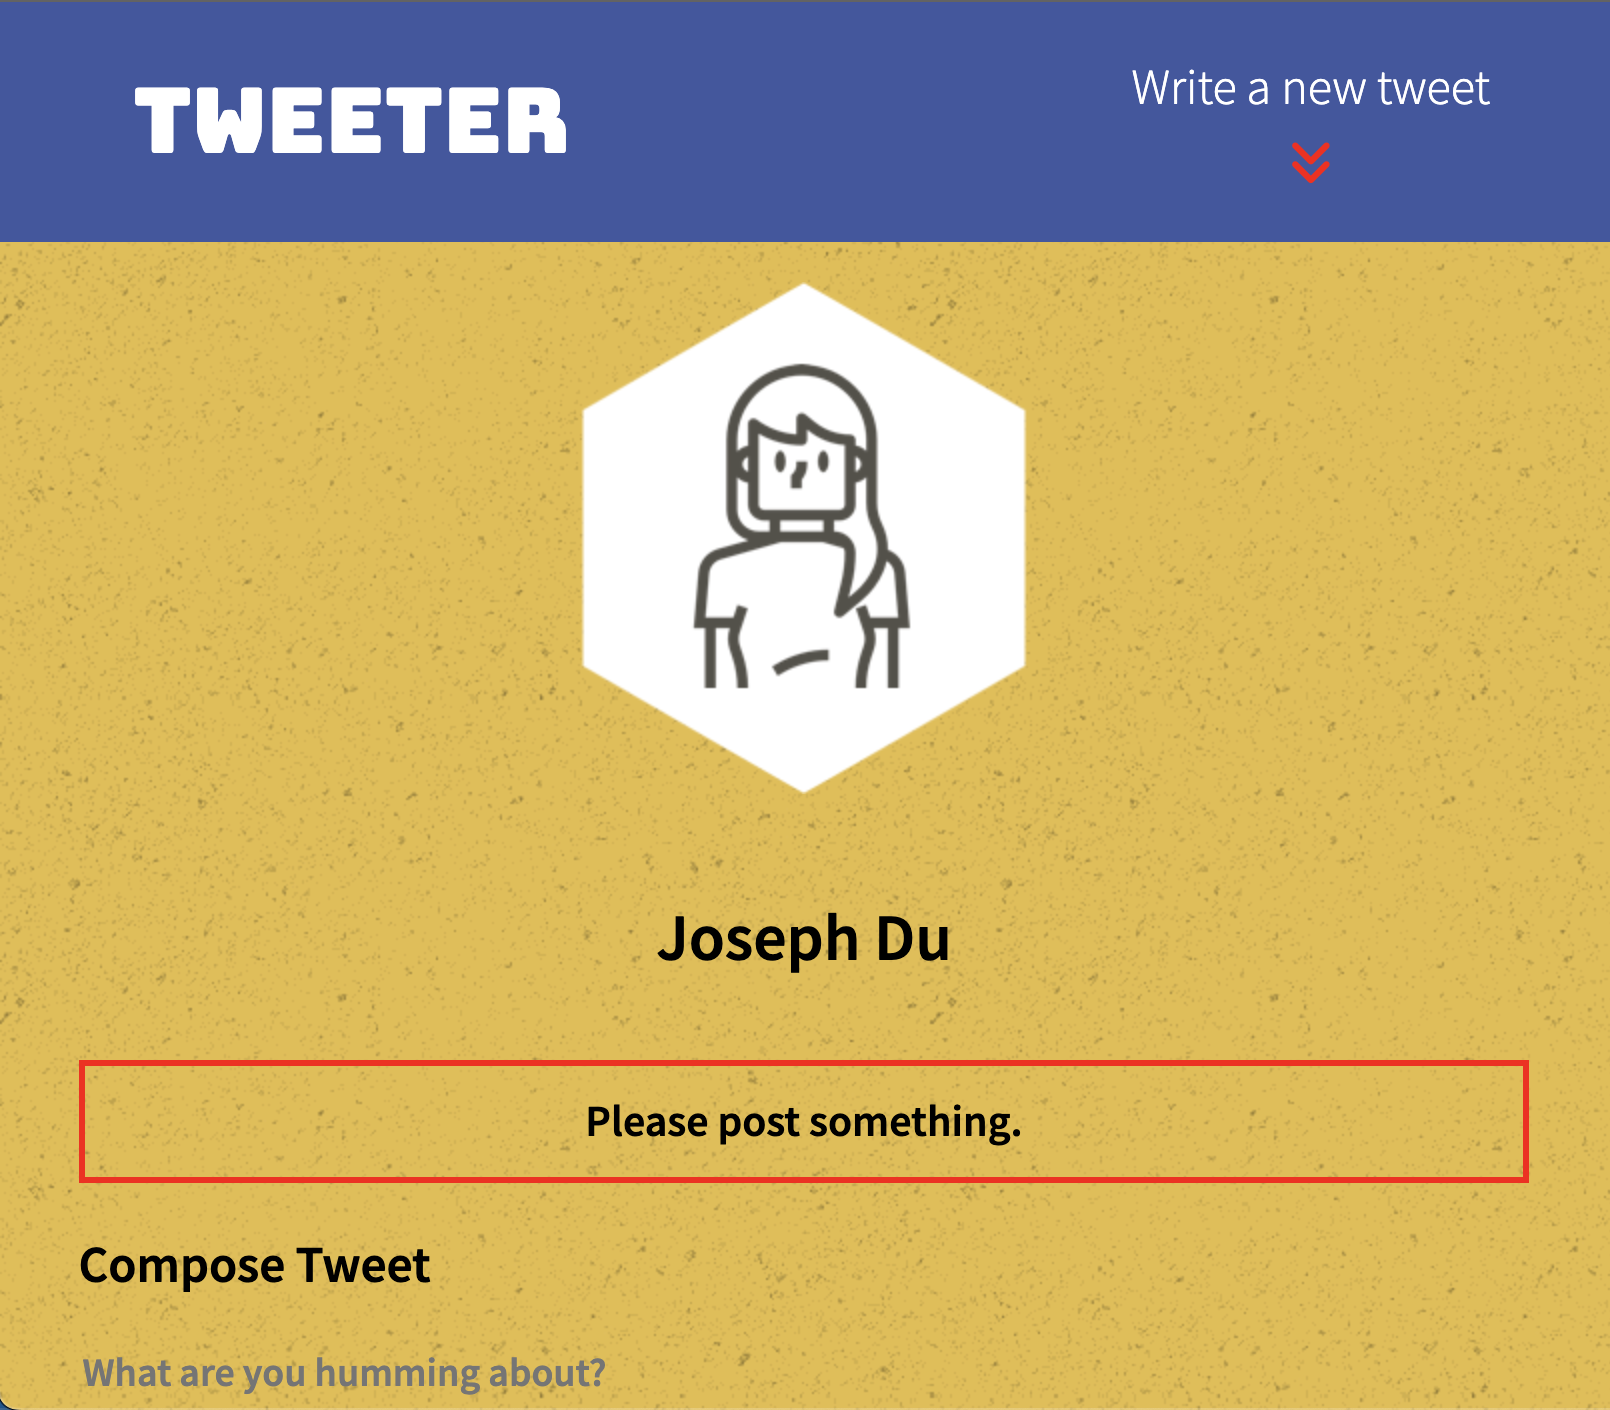 TWEETER
Write a new tweet
Joseph Du
Please post something.
Compose Tweet
What are you humming about?